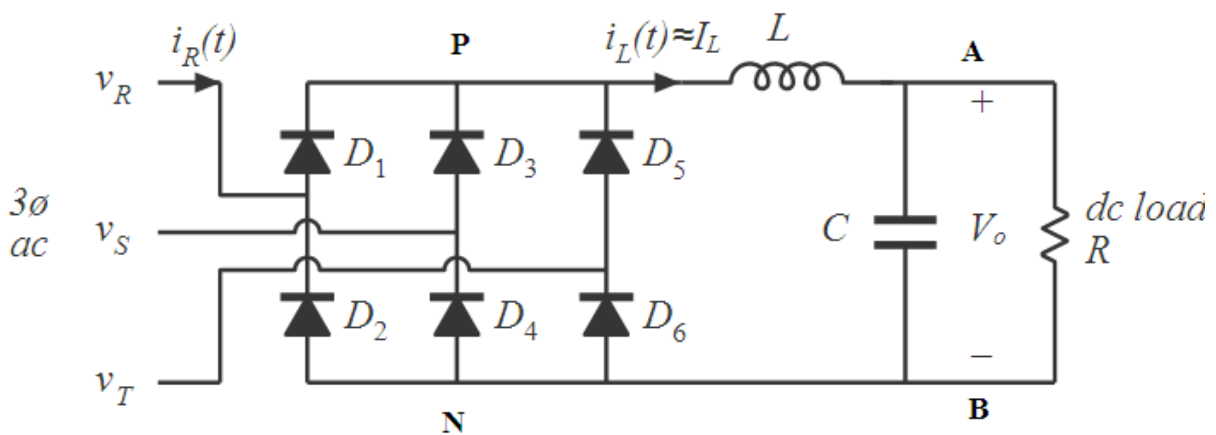 i_R(t)
P
i_L(t)≈I_L
L
A
v_R
+
D_1
D_3
D_5
3ø
ac
v_S
C
V_o
dc load
R
D_2
D_4
D_6
v_T
−
N
B